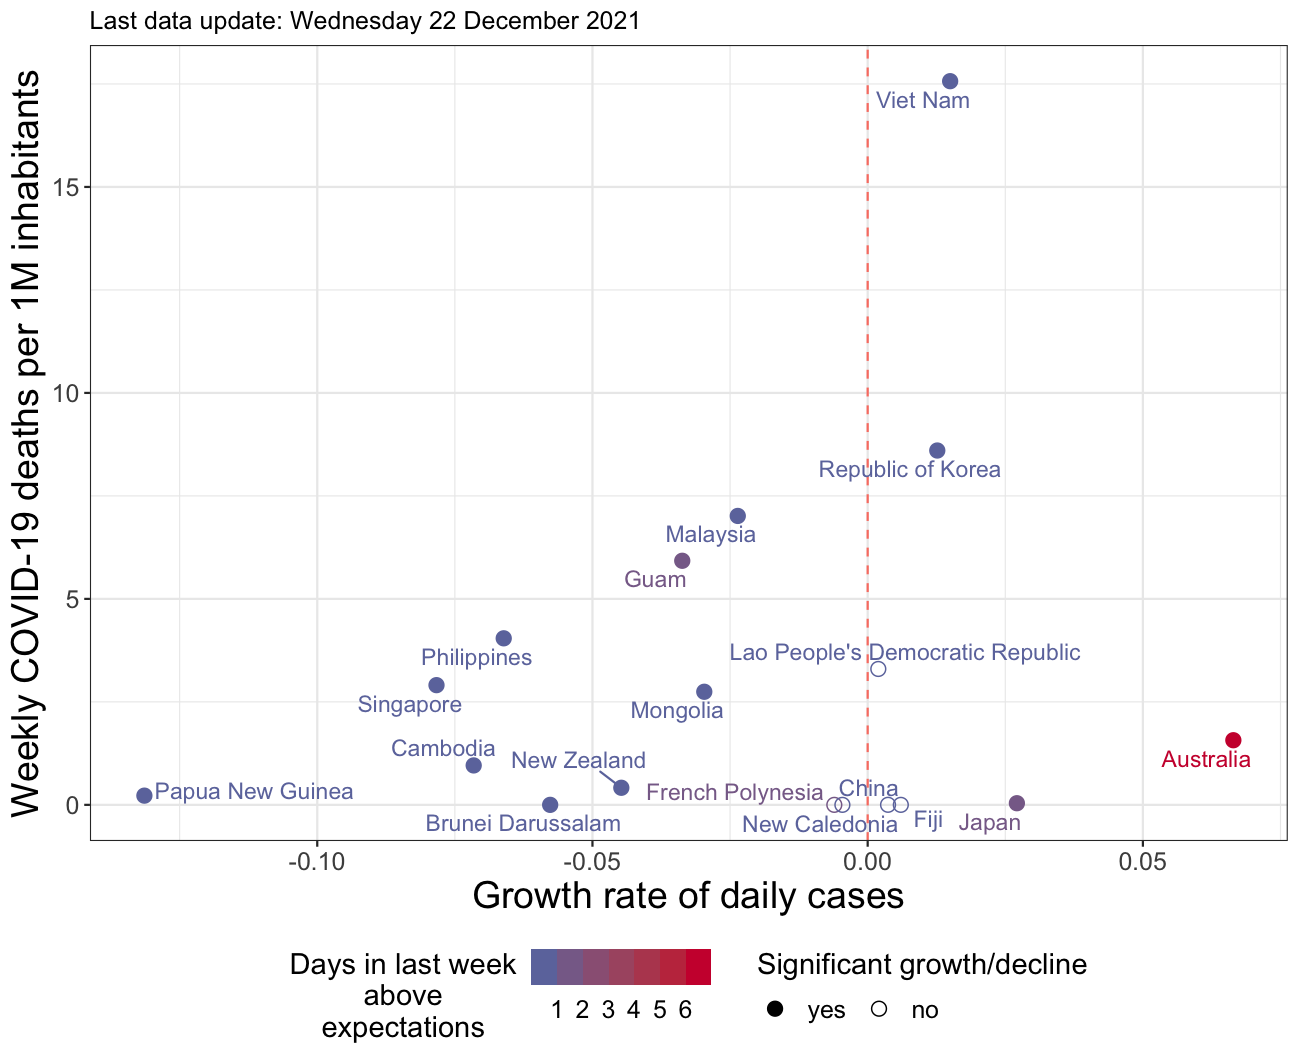 Last data update: Wednesday 22 December 2021
Weekly COVID-19 deaths per 1M inhabitants
15
10
5
0
Viet Nam
Republic of Korea
Malaysia
Guam
Philippines
Lao People's Democratic Republic
Singapore
Mongolia
Cambodia
New Zealand
Australia
Papua New Guinea
French Polynesia
China
Brunei Darussalam
New Caledonia
Fiji
Japan
-0.10
-0.05
0.00
0.05
Growth rate of daily cases
Days in last week
above
expectations
1 2 3 4 5 6
Significant growth/decline
yes
no